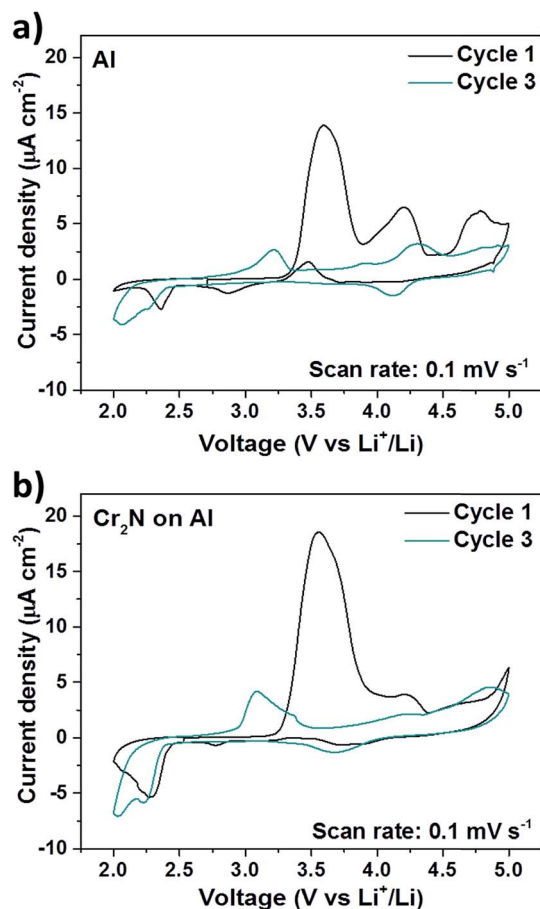 a)
Al
Cycle 1
Cycle 3
20
15
10
5
0
-5
-10
Current density (μA cm⁻²)
Scan rate: 0.1 mV s⁻¹
2.0 2.5 3.0 3.5 4.0 4.5 5.0
Voltage (V vs Li⁺/Li)
b)
Cr₂N on Al
Cycle 1
Cycle 3
20
15
10
5
0
-5
-10
Current density (μA cm⁻²)
Scan rate: 0.1 mV s⁻¹
2.0 2.5 3.0 3.5 4.0 4.5 5.0
Voltage (V vs Li⁺/Li)